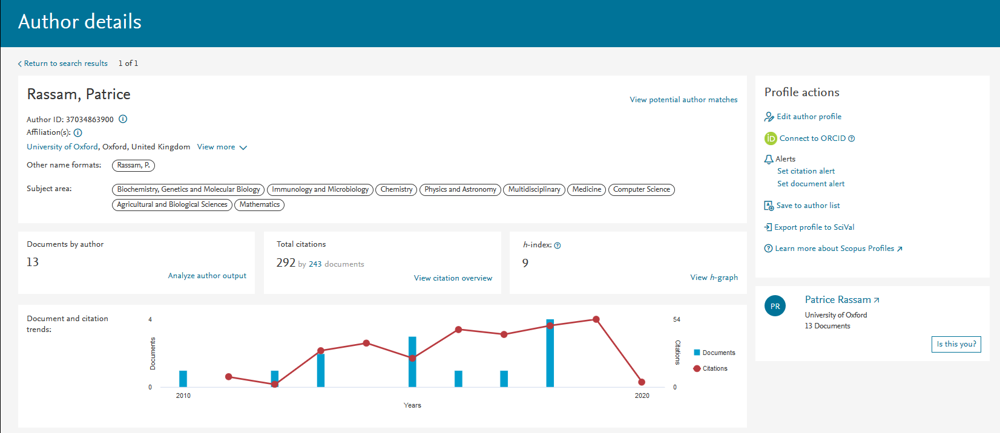 Author details
Return to search results 1 of 1
Rassam, Patrice
View potential author matches
Author ID: 37034863900
Affiliation(s):
University of Oxford, Oxford, United Kingdom View more
Other name formats: Rassam, P.
Subject area: Biochemistry, Genetics and Molecular Biology Immunology and Microbiology Chemistry Physics and Astronomy Multidisciplinary Medicine Computer Science
Agricultural and Biological Sciences Mathematics
Documents by author
13
Analyze author output
Total citations
292 by 243 documents
View citation overview
h-index:
9
View h-graph
Document and citation
trends:
4
0
Documents
2010
2020
Years
54
0
Citations
Documents
Citations
Profile actions
Edit author profile
iD Connect to ORCID
Alerts
Set citation alert
Set document alert
Save to author list
Export profile to SciVal
Learn more about Scopus Profiles
PR
Patrice Rassam
University of Oxford
13 Documents
Is this you?